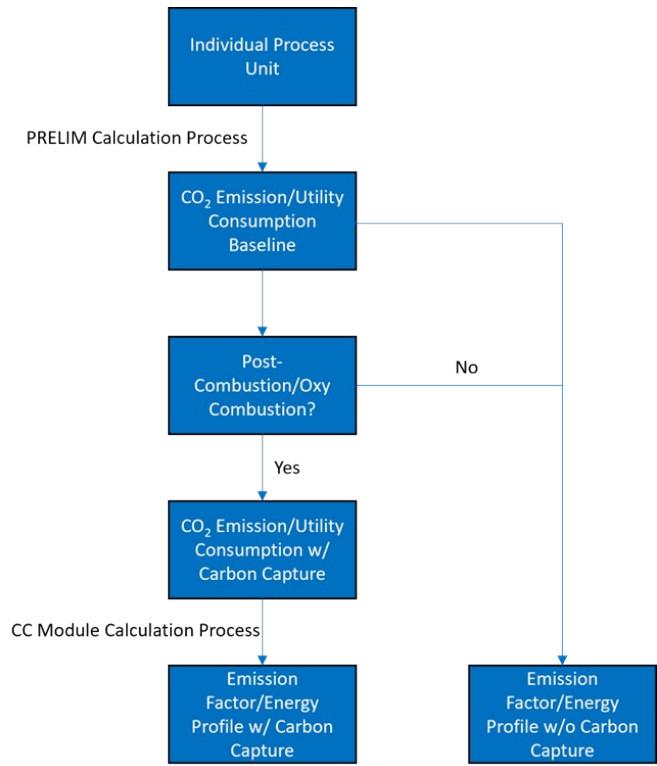 Individual Process
Unit
PRELIM Calculation Process
CO₂ Emission/Utility
Consumption
Baseline
Post-
Combustion/Oxy
Combustion?
No
Yes
CO₂ Emission/Utility
Consumption w/
Carbon Capture
CC Module Calculation Process
Emission
Factor/Energy
Profile w/ Carbon
Capture
Emission
Factor/Energy
Profile w/o Carbon
Capture